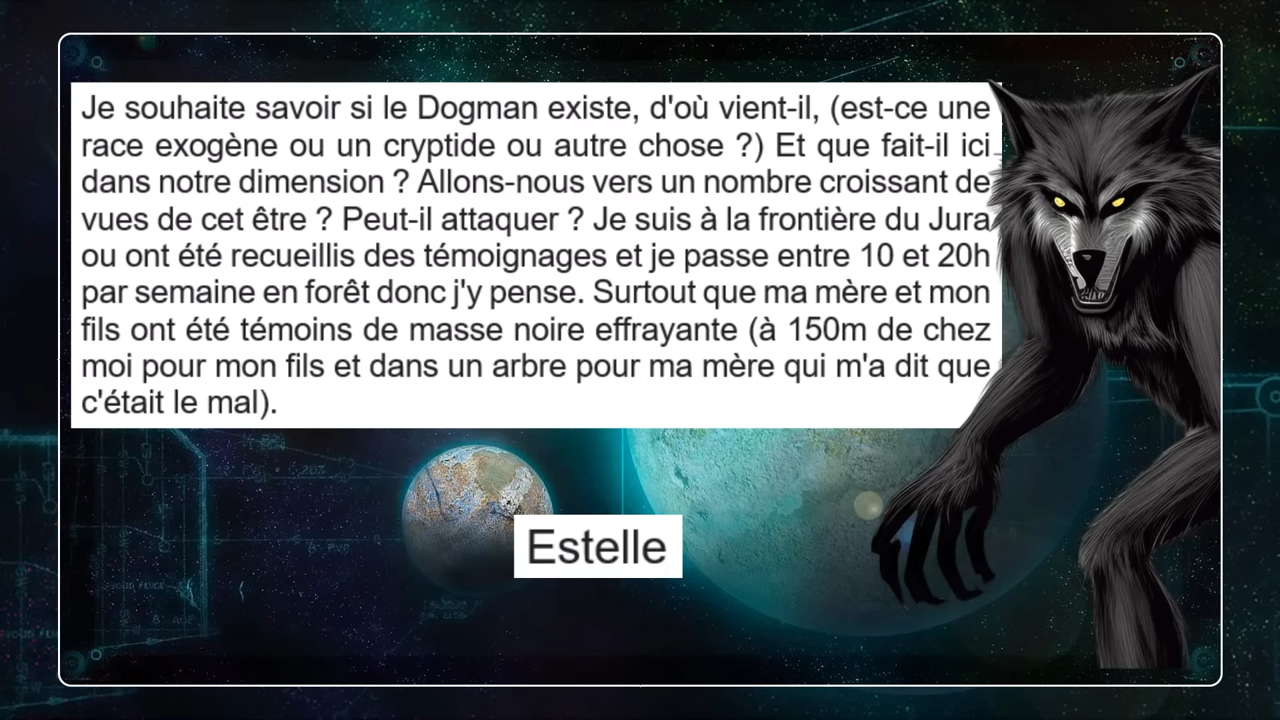 Je souhaite savoir si le Dogman existe, d'où vient-il, (est-ce une
race exogène ou un cryptide ou autre chose ?) Et que fait-il ici
dans notre dimension ? Allons-nous vers un nombre croissant de
vues de cet être ? Peut-il attaquer ? Je suis à la frontière du Jura
ou ont été recueillis des témoignages et je passe entre 10 et 20h
par semaine en forêt donc j'y pense. Surtout que ma mère et mon
fils ont été témoins de masse noire effrayante (à 150m de chez
moi pour mon fils et dans un arbre pour ma mère qui m'a dit que
c'était le mal).
Estelle